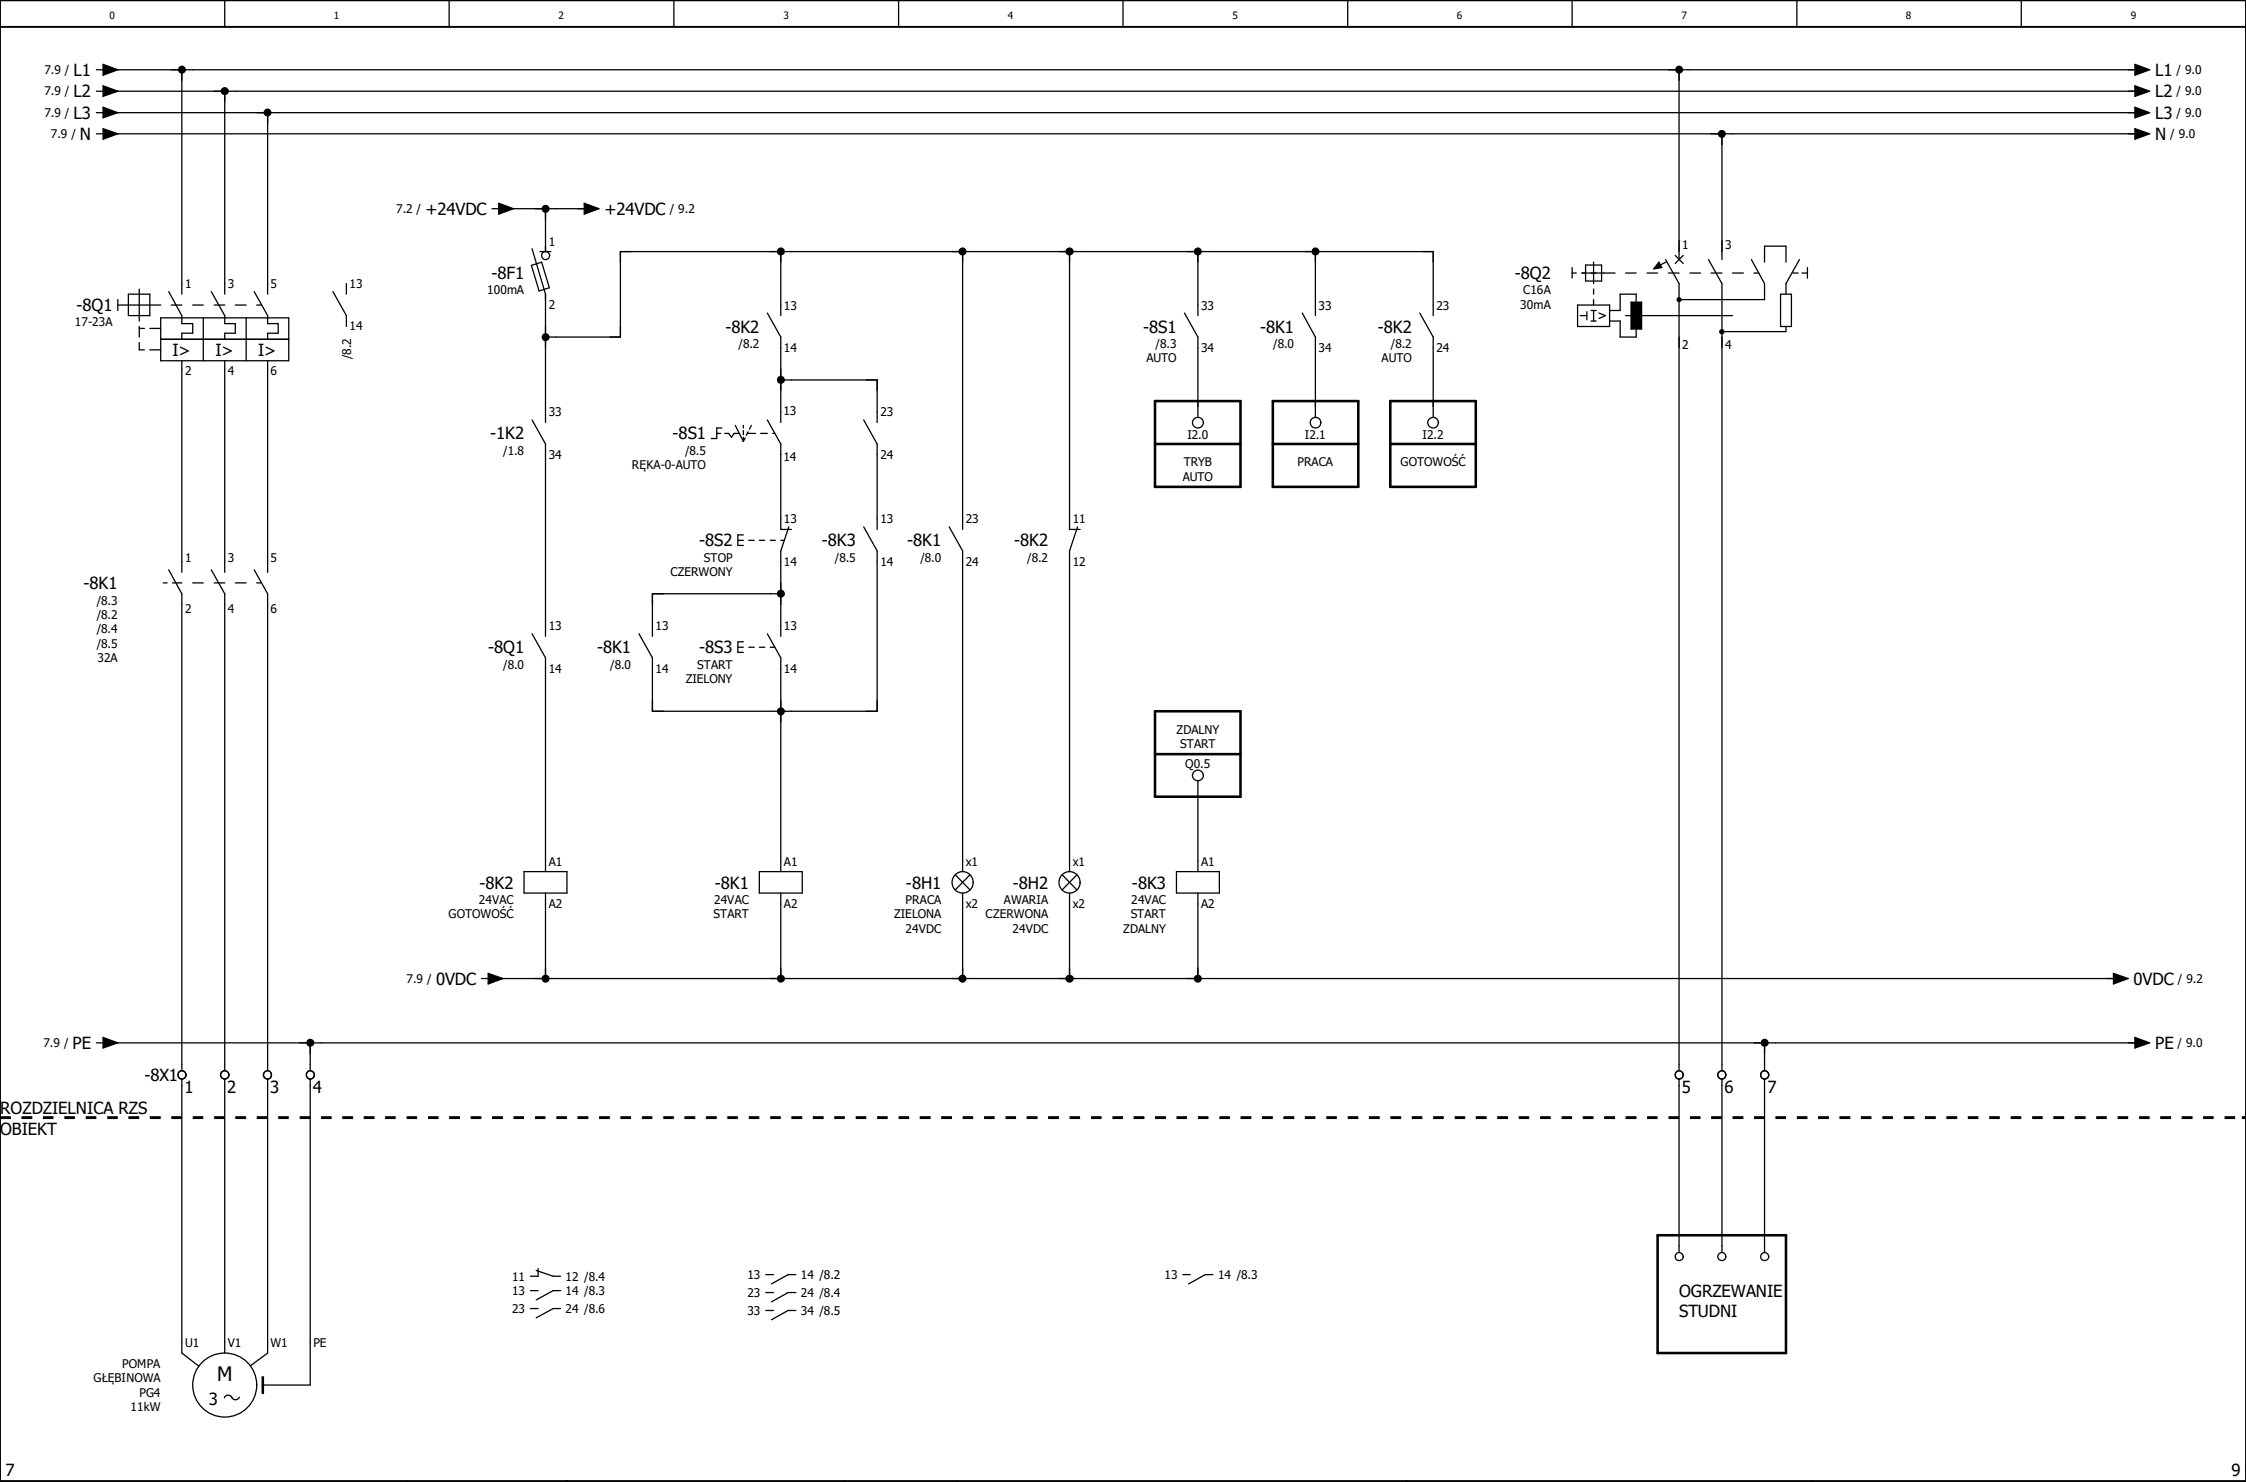 0 1 2 3 4 5 6 7 8 9
7.9 / L1
L1 / 9.0
7.9 / L2
L2 / 9.0
7.9 / L3
L3 / 9.0
7.9 / N
N / 9.0
7.2 / +24VDC
+24VDC / 9.2
-8Q1
17-23A
1 3 5
I> I> I>
2 4 6
13
14
/8.2
-8F1
100mA
1
2
-8K2
/8.2
13
14
-8S1
/8.3
AUTO
33
34
-8K1
/8.0
33
34
-8K2
/8.2
AUTO
23
24
-8Q2
C16A
30mA
I>
1 3
2 4
-1K2
/1.8
33
34
-8S1
/8.5
RĘKA-0-AUTO
13
14
23
24
I2.0
TRYB
AUTO
I2.1
PRACA
I2.2
GOTOWOŚĆ
-8K1
/8.3
/8.2
/8.4
/8.5
32A
1 3 5
2 4 6
-8S2 E
STOP
CZERWONY
13
14
-8K3
/8.5
13
14
-8K1
/8.0
23
24
-8K2
/8.2
11
12
-8Q1
/8.0
13
14
-8K1
/8.0
13
14
-8S3 E
START
ZIELONY
13
14
ZDALNY
START
Q0.5
-8K2
24VAC
GOTOWOŚĆ
A1
A2
-8K1
24VAC
START
A1
A2
-8H1
PRACA
ZIELONA
24VDC
x1
x2
-8H2
AWARIA
CZERWONA
24VDC
x1
x2
-8K3
24VAC
START
ZDALNY
A1
A2
7.9 / 0VDC
0VDC / 9.2
7.9 / PE
PE / 9.0
-8X1
1 2 3 4 5 6 7
ROZDZIELNICA RZS
OBIEKT
11 12 /8.4
13 14 /8.3
23 24 /8.6
13 14 /8.2
23 24 /8.4
33 34 /8.5
13 14 /8.3
OGRZEWANIE
STUDNI
U1 V1 W1 PE
POMPA
GŁĘBINOWA
PG4
11kW
M
3 ~
7
9